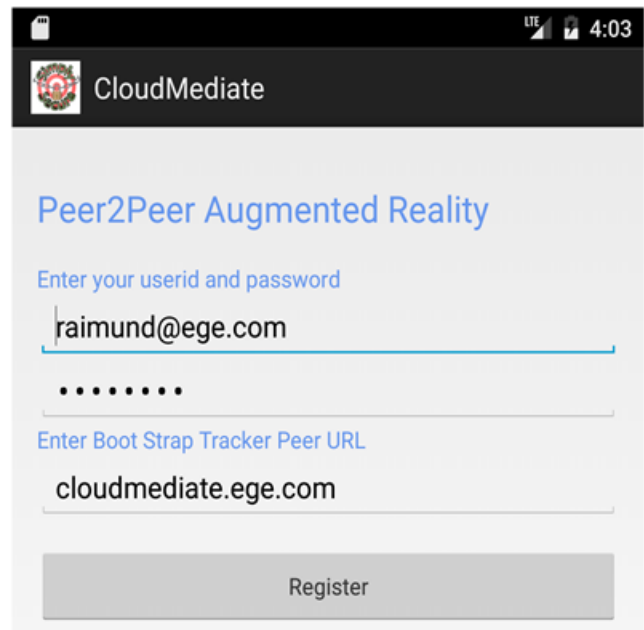 LTE 4:03
CloudMediate
Peer2Peer Augmented Reality
Enter your userid and password
raimund@ege.com
••••••••
Enter Boot Strap Tracker Peer URL
cloudmediate.ege.com
Register